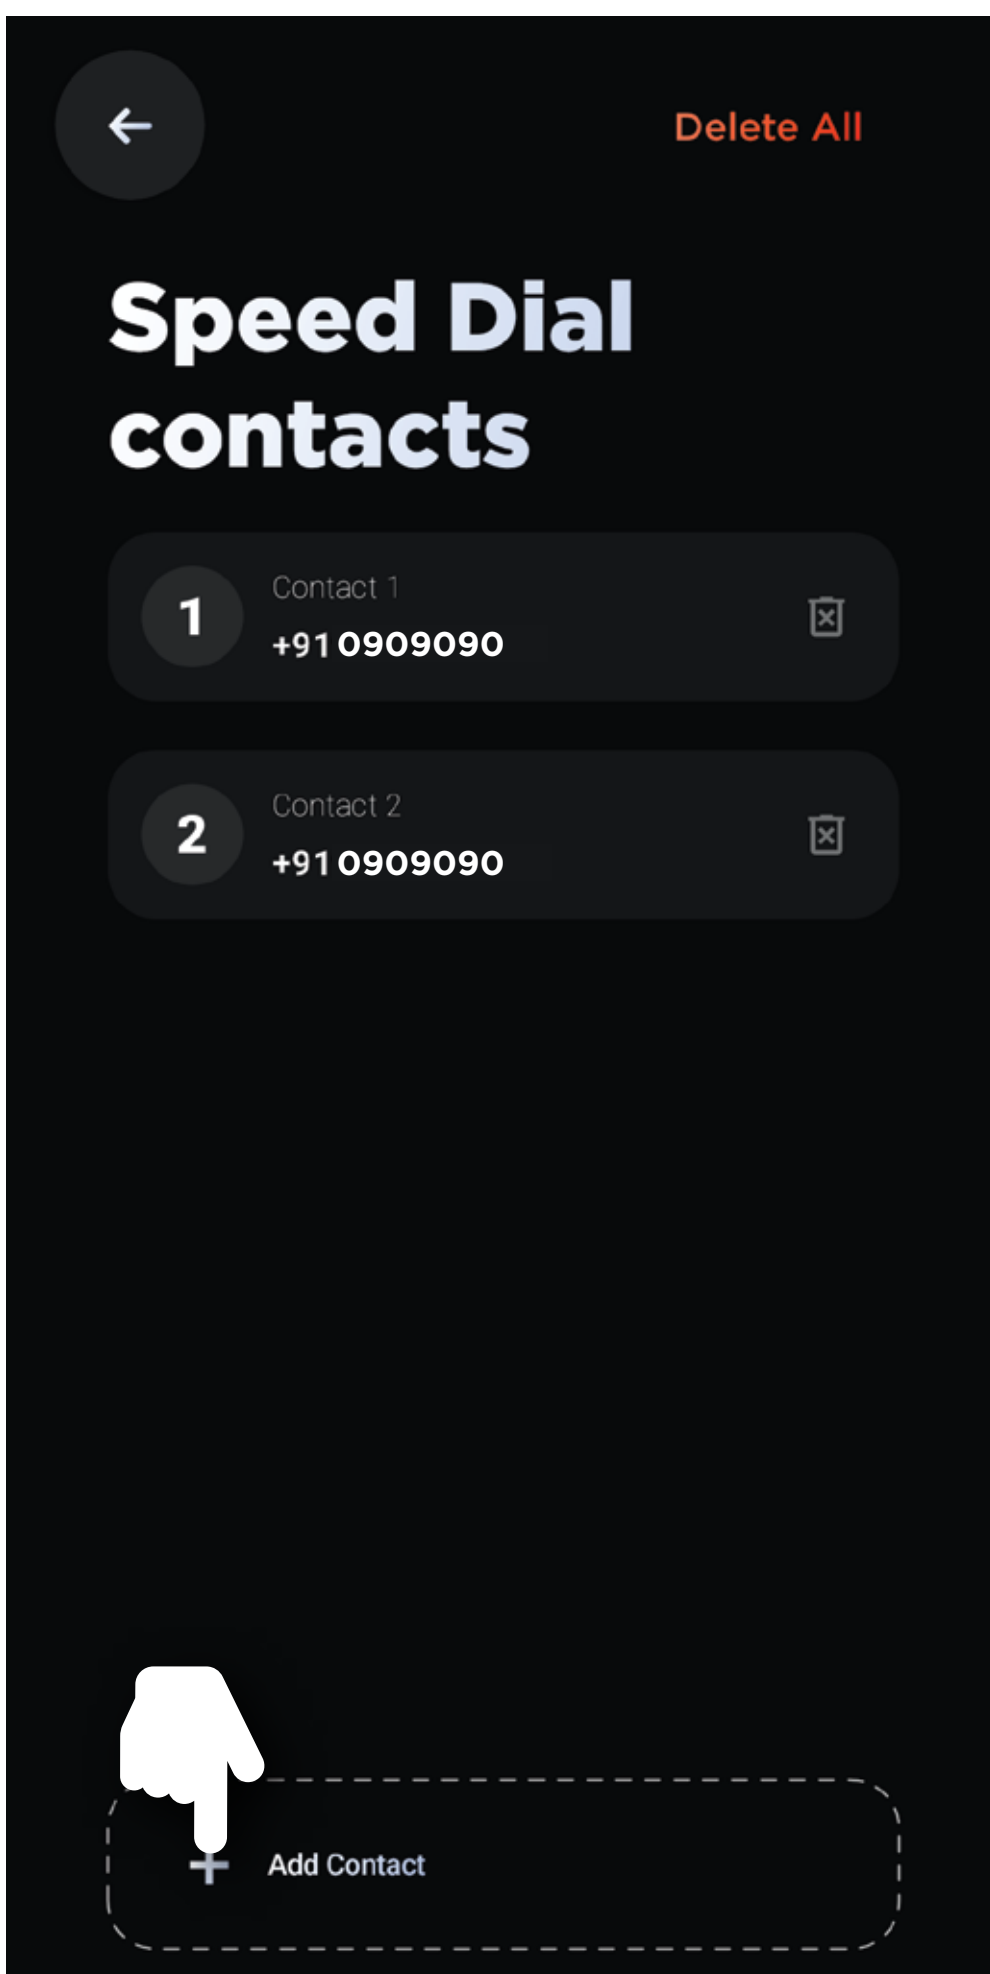 Delete All
Speed Dial
contacts
1
Contact 1
+91 0909090
2
Contact 2
+91 0909090
+ Add Contact